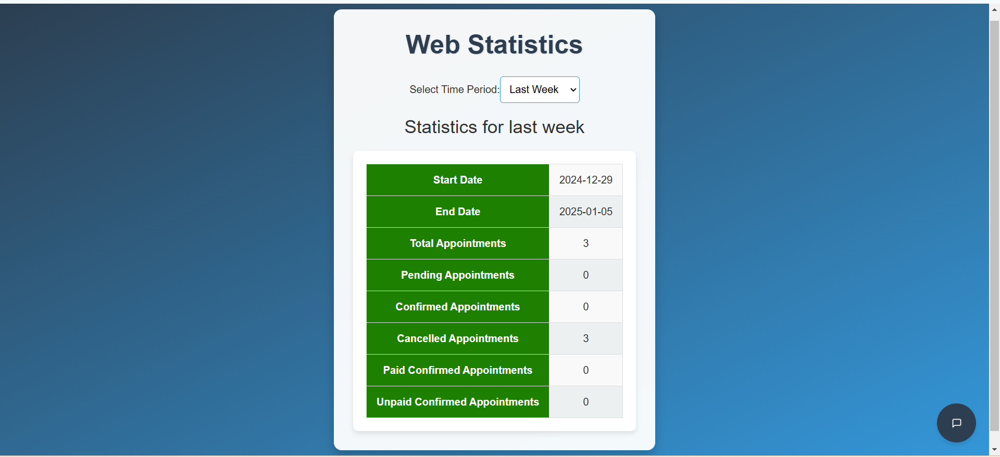 Web Statistics
Select Time Period: Last Week
Statistics for last week
Start Date 2024-12-29
End Date 2025-01-05
Total Appointments 3
Pending Appointments 0
Confirmed Appointments 0
Cancelled Appointments 3
Paid Confirmed Appointments 0
Unpaid Confirmed Appointments 0